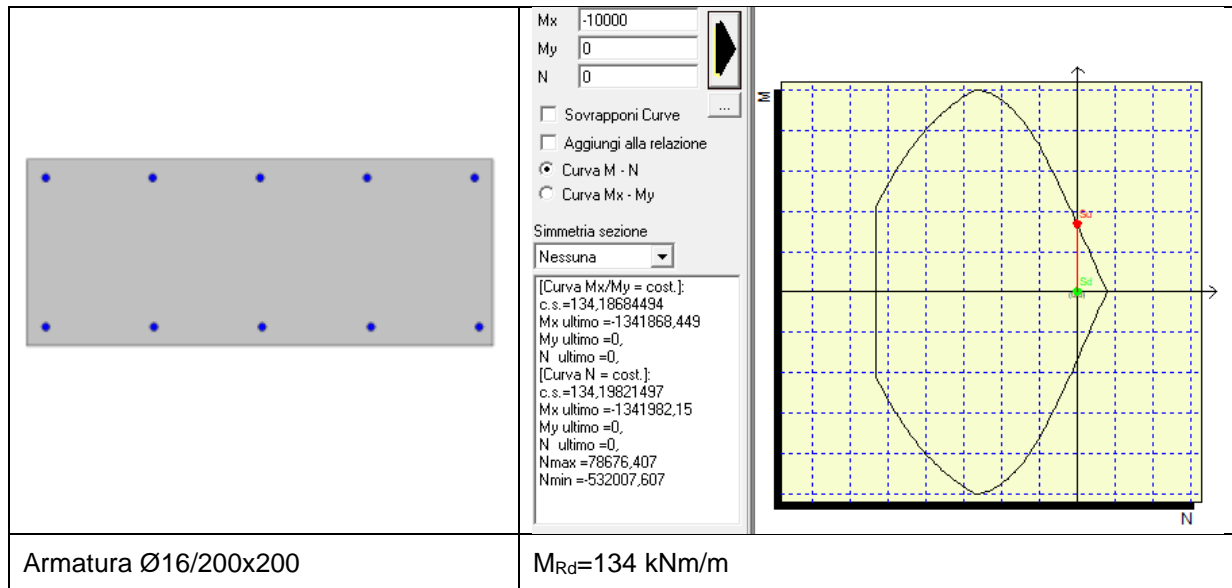 Mx -10000
My 0
N 0
...
Sovrapponi Curve
Aggiungi alla relazione
Curva M - N
Curva Mx - My
Simmetria sezione
Nessuna
[Curva Mx/My = cost.]:
c.s.=134,18684494
Mx ultimo =-1341868,449
My ultimo =0,
N  ultimo =0,
[Curva N = cost.]:
c.s.=134,19821497
Mx ultimo =-1341982,15
My ultimo =0,
N  ultimo =0,
Nmax =78676,407
Nmin =-532007,607
M
Su
Sd
N
Armatura Ø16/200x200
MRd=134 kNm/m